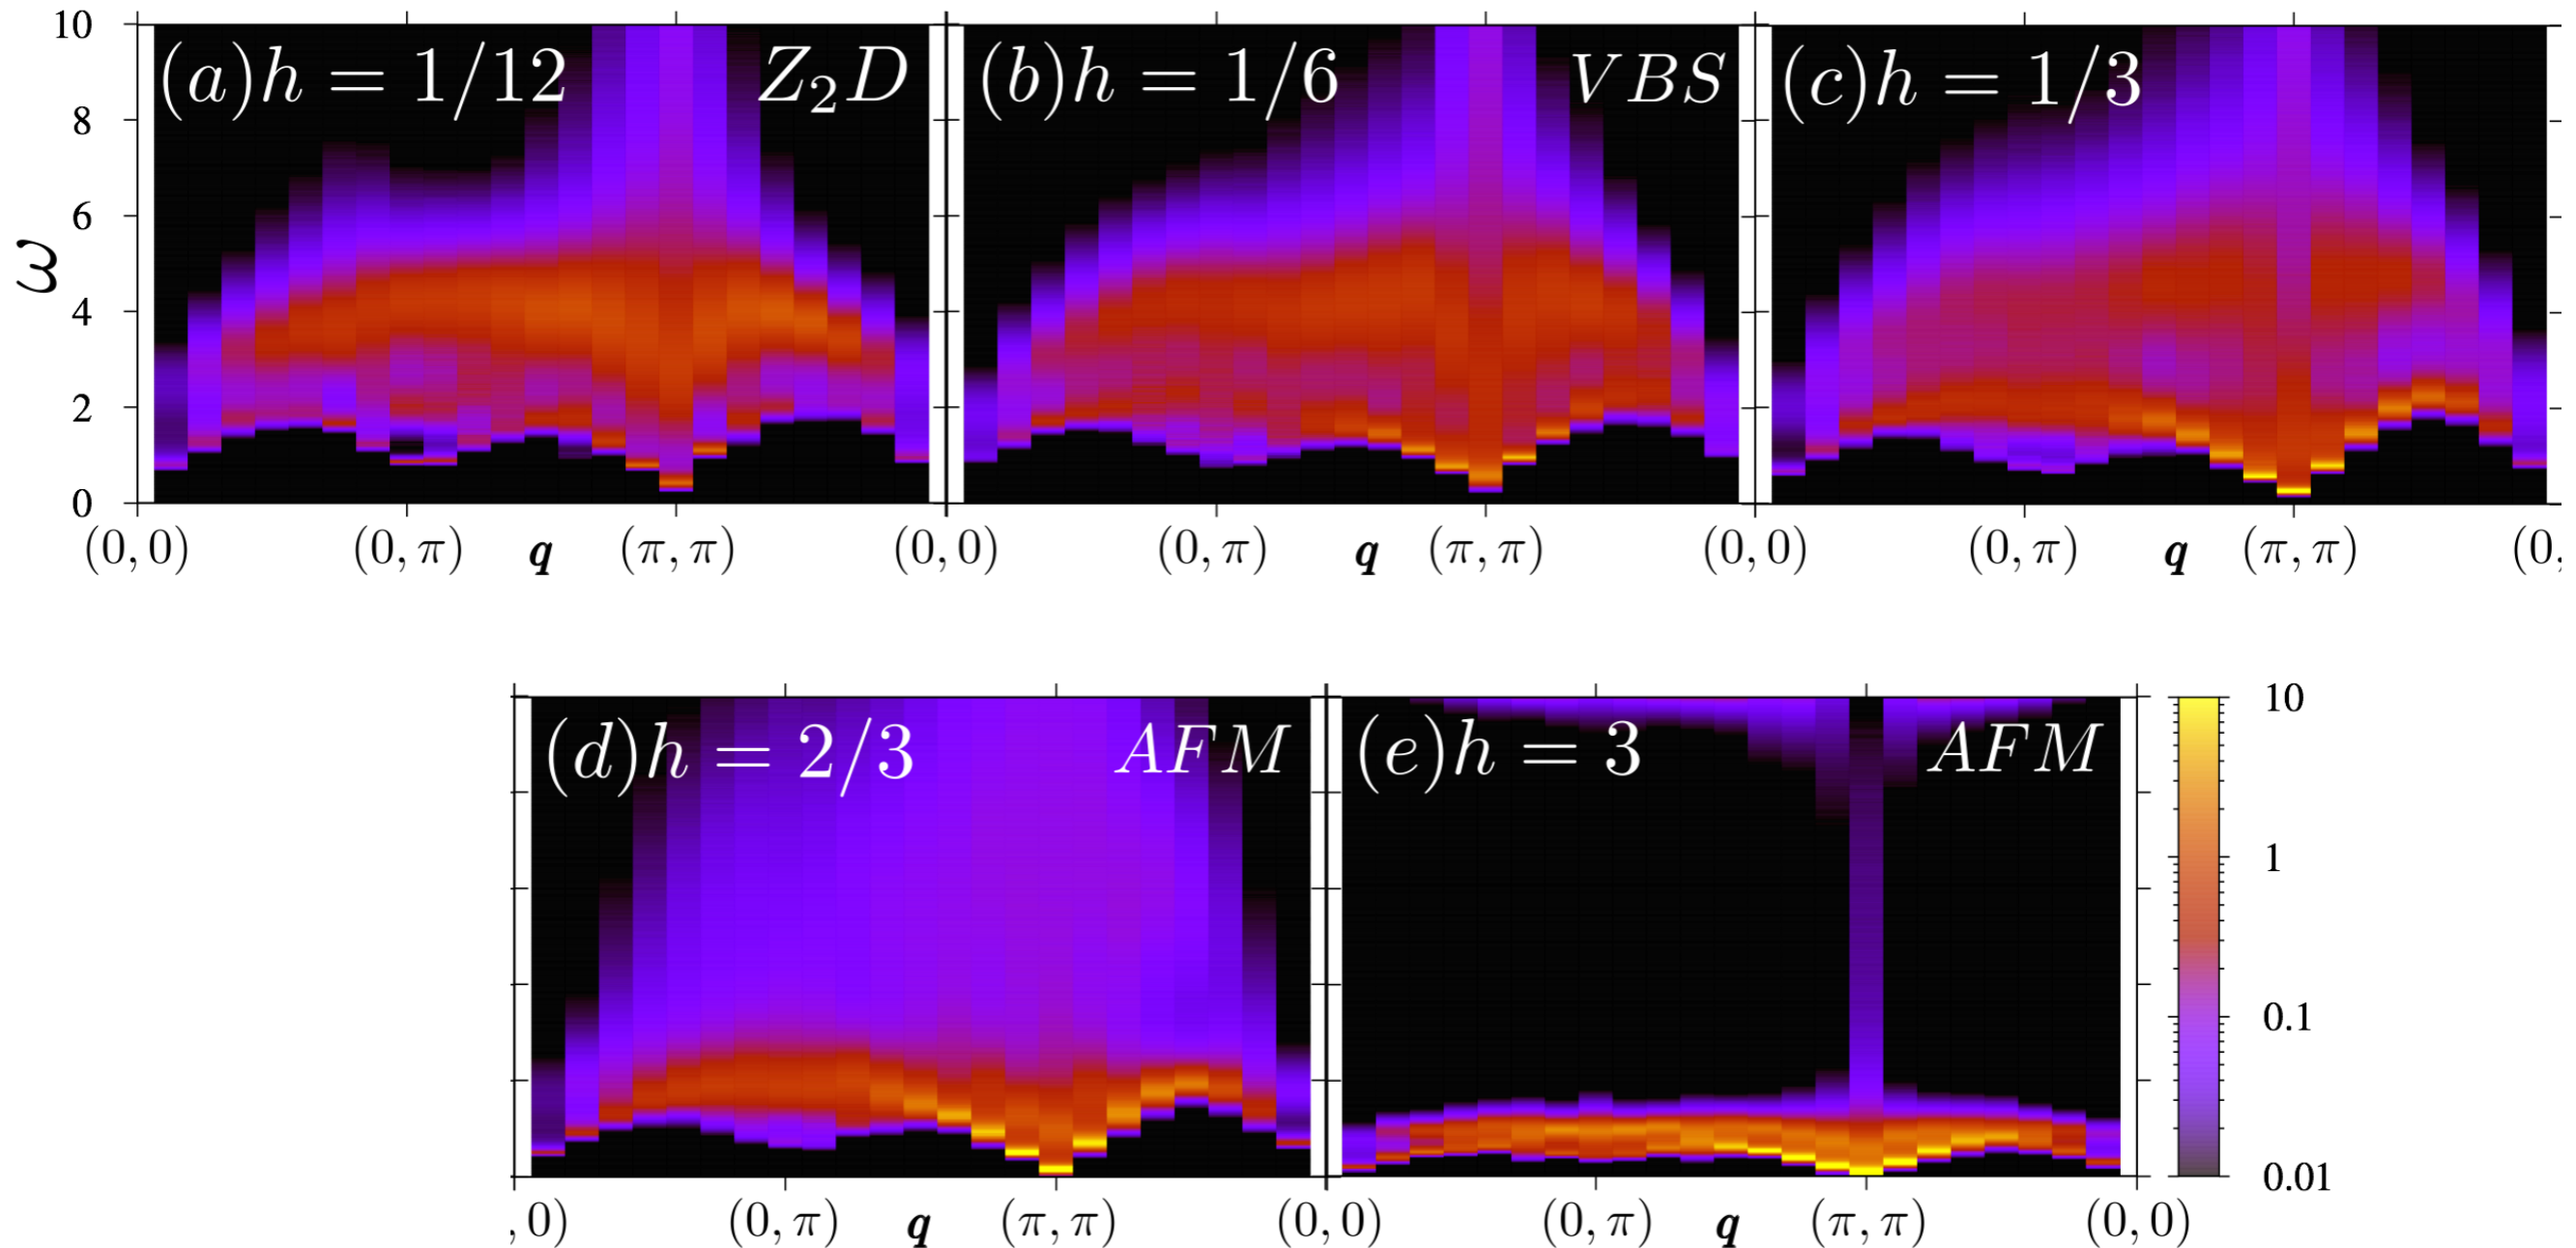 10
8
6
4
2
0
ω
(a)h = 1/12 Z₂D
(b)h = 1/6 VBS
(c)h = 1/3
(0, 0) (0, π) q (π, π) (0, 0) (0, π) q (π, π) (0, 0) (0, π) q (π, π) (0,
(d)h = 2/3 AFM
(e)h = 3 AFM
10
1
0.1
0.01
, 0) (0, π) q (π, π) (0, 0) (0, π) q (π, π) (0, 0)